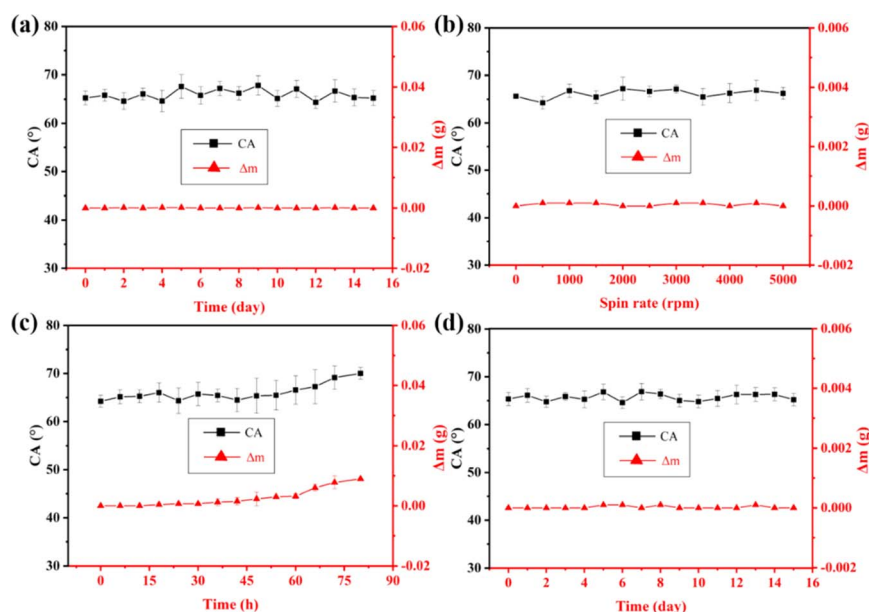 (a)
80
70
60
50
40
30
CA (°)
CA
Δm
0.06
0.04
0.02
0.00
-0.02
Δm (g)
0 2 4 6 8 10 12 14 16
Time (day)
(b)
80
70
60
50
40
30
CA (°)
CA
Δm
0.006
0.004
0.002
0.000
-0.002
Δm (g)
0 1000 2000 3000 4000 5000
Spin rate (rpm)
(c)
80
70
60
50
40
30
CA (°)
CA
Δm
0.06
0.04
0.02
0.00
-0.02
Δm (g)
0 15 30 45 60 75 90
Time (h)
(d)
80
70
60
50
40
30
CA (°)
CA
Δm
0.006
0.004
0.002
0.000
-0.002
Δm (g)
0 2 4 6 8 10 12 14 16
Time (day)